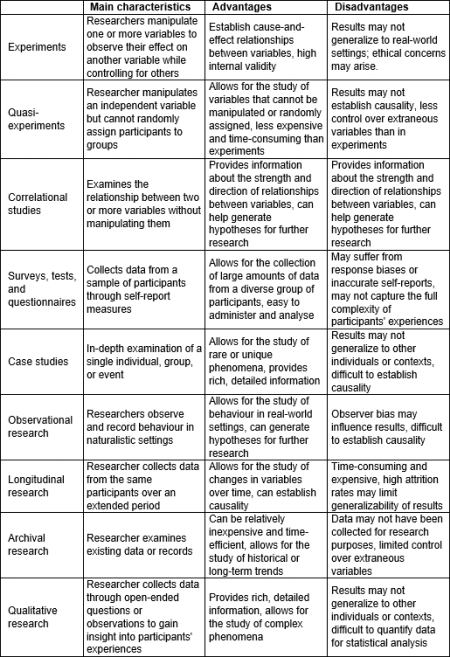 Main characteristics Advantages Disadvantages
Experiments
Researchers manipulate
one or more variables to
observe their effect on
another variable while
controlling for others
Establish cause-and-
effect relationships
between variables, high
internal validity
Results may not
generalize to real-world
settings; ethical concerns
may arise.
Quasi-
experiments
Researcher manipulates
an independent variable
but cannot randomly
assign participants to
groups
Allows for the study of
variables that cannot be
manipulated or randomly
assigned, less expensive
and time-consuming than
experiments
Results may not
establish causality, less
control over extraneous
variables than in
experiments
Correlational
studies
Examines the
relationship between two
or more variables without
manipulating them
Provides information
about the strength and
direction of relationships
between variables, can
help generate
hypotheses for further
research
Provides information
about the strength and
direction of relationships
between variables, can
help generate
hypotheses for further
research
Surveys, tests,
and
questionnaires
Collects data from a
sample of participants
through self-report
measures
Allows for the collection
of large amounts of data
from a diverse group of
participants, easy to
administer and analyse
May suffer from
response biases or
inaccurate self-reports,
may not capture the full
complexity of
participants' experiences
Case studies
In-depth examination of a
single individual, group,
or event
Allows for the study of
rare or unique
phenomena, provides
rich, detailed information
Results may not
generalize to other
individuals or contexts,
difficult to establish
causality
Observational
research
Researchers observe
and record behaviour in
naturalistic settings
Allows for the study of
behaviour in real-world
settings, can generate
hypotheses for further
research
Observer bias may
influence results, difficult
to establish causality
Longitudinal
research
Researcher collects data
from the same
participants over an
extended period
Allows for the study of
changes in variables
over time, can establish
causality
Time-consuming and
expensive, high attrition
rates may limit
generalizability of results
Archival
research
Researcher examines
existing data or records
Can be relatively
inexpensive and time-
efficient, allows for the
study of historical or
long-term trends
Data may not have been
collected for research
purposes, limited control
over extraneous
variables
Qualitative
research
Researcher collects data
through open-ended
questions or
observations to gain
insight into participants'
experiences
Provides rich, detailed
information, allows for
the study of complex
phenomena
Results may not
generalize to other
individuals or contexts,
difficult to quantify data
for statistical analysis